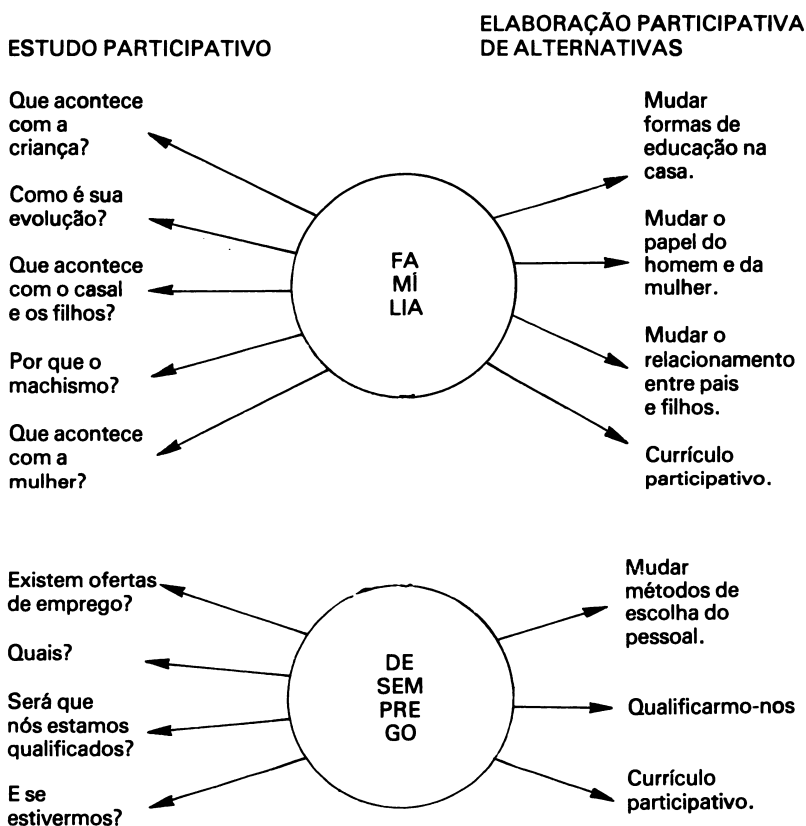 ESTUDO PARTICIPATIVO
ELABORAÇÃO PARTICIPATIVA
DE ALTERNATIVAS
Que acontece
com a
criança?
Como é sua
evolução?
Que acontece
com o casal
e os filhos?
Por que o
machismo?
Que acontece
com a
mulher?
FA
MÍ
LIA
Mudar
formas de
educação na
casa.
Mudar o
papel do
homem e da
mulher.
Mudar o
relacionamento
entre pais
e filhos.
Currículo
participativo.
Existem ofertas
de emprego?
Quais?
Será que
nós estamos
qualificados?
E se
estivermos?
DE
SEM
PRE
GO
Mudar
métodos de
escolha do
pessoal.
Qualificarmo-nos
Currículo
participativo.